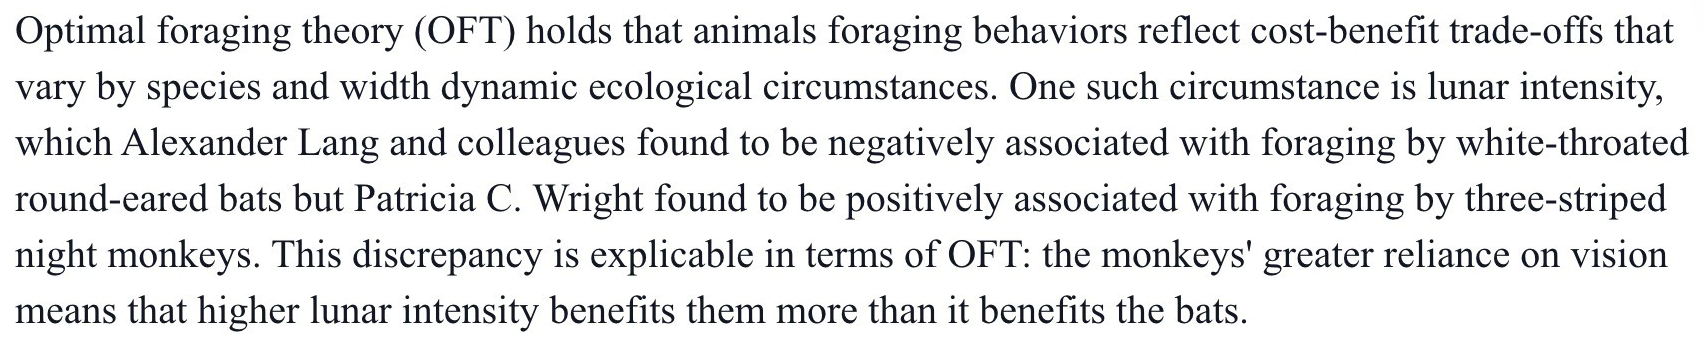 Optimal foraging theory (OFT) holds that animals foraging behaviors reflect cost-benefit trade-offs that
vary by species and width dynamic ecological circumstances. One such circumstance is lunar intensity,
which Alexander Lang and colleagues found to be negatively associated with foraging by white-throated
round-eared bats but Patricia C. Wright found to be positively associated with foraging by three-striped
night monkeys. This discrepancy is explicable in terms of OFT: the monkeys' greater reliance on vision
means that higher lunar intensity benefits them more than it benefits the bats.